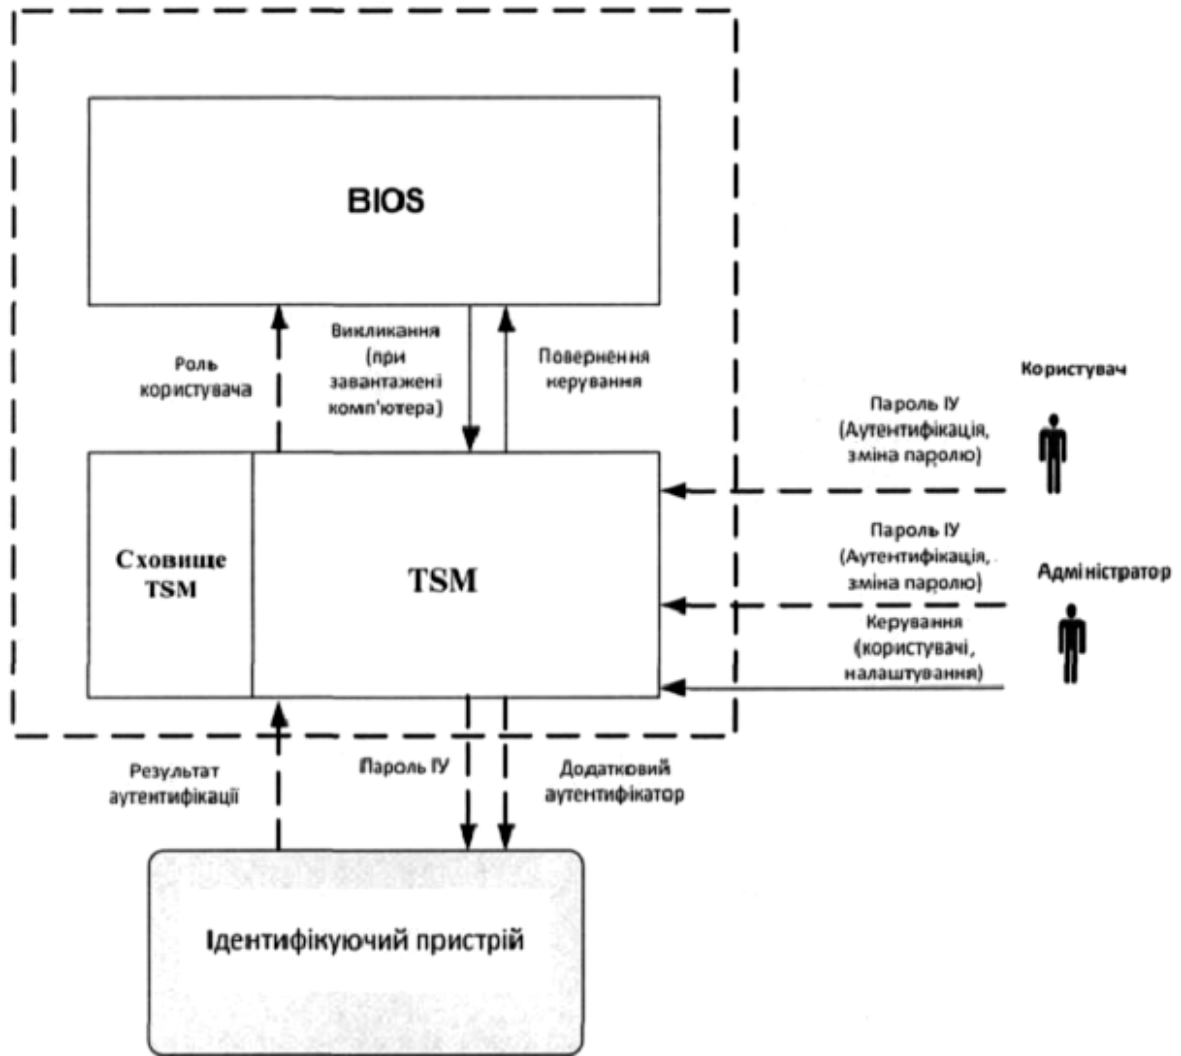 BIOS
Роль
користувача
Викликання
(при
завантажені
комп'ютера)
Повернення
керування
Користувач
Пароль ІУ
(Аутентифікація,
зміна паролю)
Сховище
TSM
TSM
Пароль ІУ
(Аутентифікація,
зміна паролю)
Адміністратор
Керування
(користувачі,
налаштування)
Результат
аутентифікації
Пароль ІУ
Додатковий
аутентифікатор
Ідентифікуючий пристрій